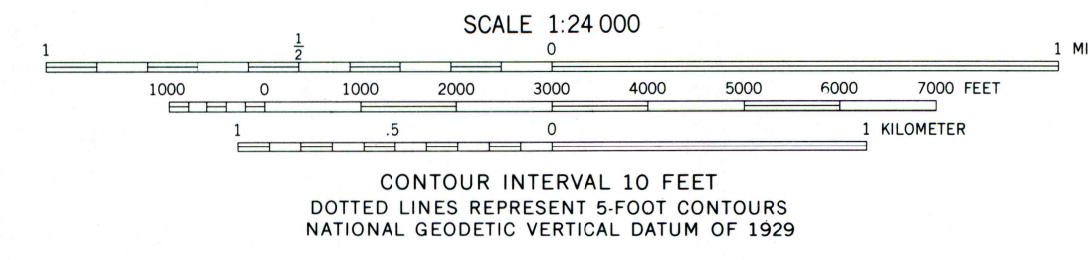 SCALE 1:24 000
1 1/2 0 1 MI
1000 0 1000 2000 3000 4000 5000 6000 7000 FEET
1 .5 0 1 KILOMETER
CONTOUR INTERVAL 10 FEET
DOTTED LINES REPRESENT 5-FOOT CONTOURS
NATIONAL GEODETIC VERTICAL DATUM OF 1929